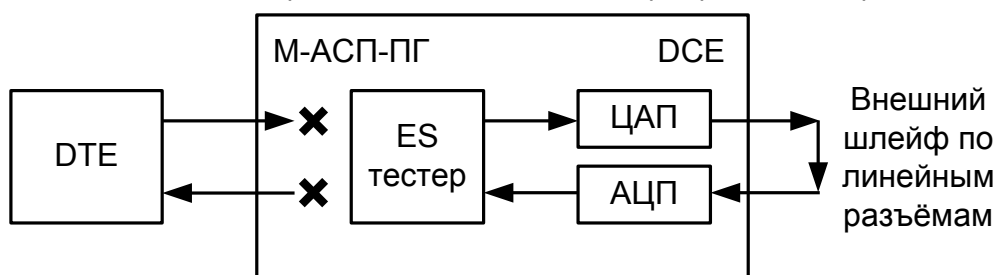 М-АСП-ПГ DCE
DTE
ES
тестер
ЦАП
АЦП
Внешний
шлейф по
линейным
разъёмам